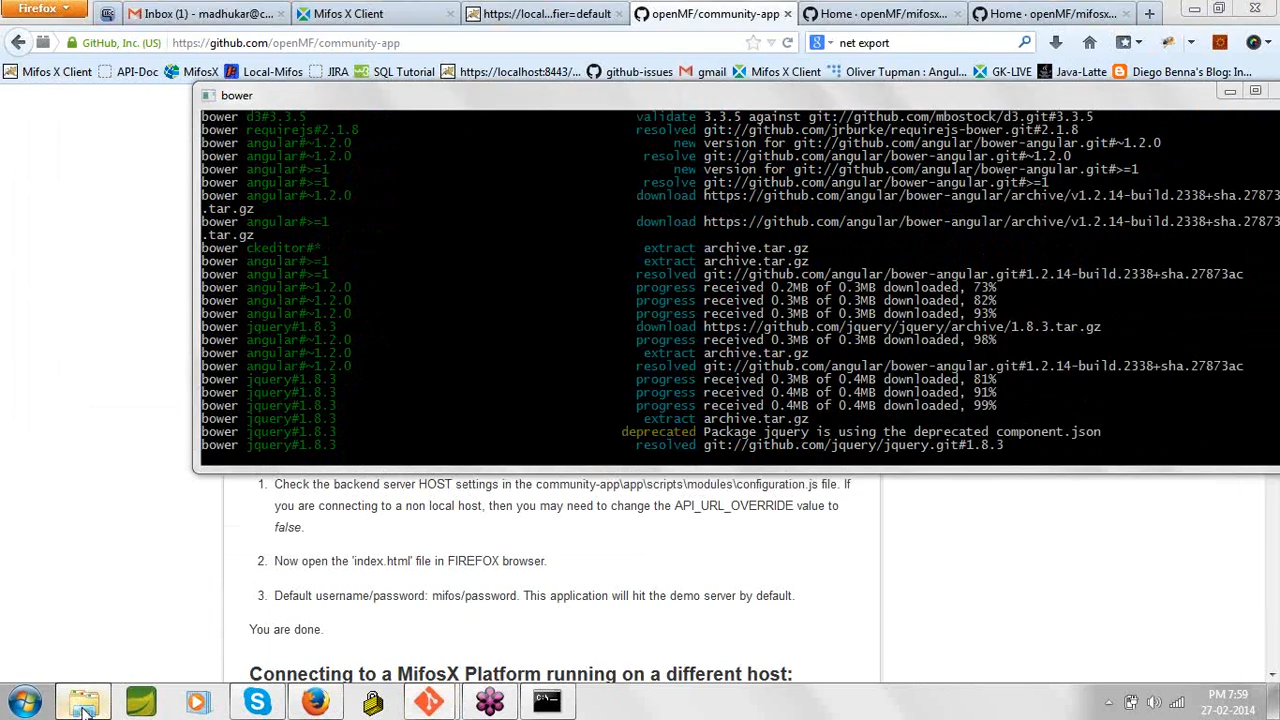 Firefox
Inbox (1) - madhukar@c...
Mifos X Client
https://local...fier=default
openMF/community-app
Home - openMF/mifosx...
Home - openMF/mifosx...
GitHub, Inc. (US)
https://github.com/openMF/community-app
net export
Mifos X Client
API-Doc
MifosX
Local-Mifos
JIRA
SQL Tutorial
https://localhost:8443/...
github-issues
gmail
Mifos X Client
Oliver Tupman : Angul...
GK-LIVE
Java-Latte
Diego Benna's Blog: In...
bower
bower d3#3.3.5 validate 3.3.5 against git://github.com/mbostock/d3.git#3.3.5
bower requirejs#2.1.8 resolved git://github.com/jrburke/requirejs-bower.git#2.1.8
bower angular#~1.2.0 new version for git://github.com/angular/bower-angular.git#~1.2.0
bower angular#~1.2.0 resolve git://github.com/angular/bower-angular.git#~1.2.0
bower angular#>=1 new version for git://github.com/angular/bower-angular.git#>=1
bower angular#>=1 resolve git://github.com/angular/bower-angular.git#>=1
bower angular#~1.2.0 download https://github.com/angular/bower-angular/archive/v1.2.14-build.2338+sha.27873
.tar.gz
bower angular#>=1 download https://github.com/angular/bower-angular/archive/v1.2.14-build.2338+sha.27873
.tar.gz
bower ckeditor#* extract archive.tar.gz
bower angular#>=1 extract archive.tar.gz
bower angular#>=1 resolved git://github.com/angular/bower-angular.git#1.2.14-build.2338+sha.27873ac
bower angular#~1.2.0 progress received 0.2MB of 0.3MB downloaded, 73%
bower angular#~1.2.0 progress received 0.3MB of 0.3MB downloaded, 82%
bower angular#~1.2.0 progress received 0.3MB of 0.3MB downloaded, 93%
bower jquery#1.8.3 download https://github.com/jquery/jquery/archive/1.8.3.tar.gz
bower angular#~1.2.0 progress received 0.3MB of 0.3MB downloaded, 98%
bower angular#~1.2.0 extract archive.tar.gz
bower angular#~1.2.0 resolved git://github.com/angular/bower-angular.git#1.2.14-build.2338+sha.27873ac
bower jquery#1.8.3 progress received 0.3MB of 0.4MB downloaded, 81%
bower jquery#1.8.3 progress received 0.4MB of 0.4MB downloaded, 91%
bower jquery#1.8.3 progress received 0.4MB of 0.4MB downloaded, 99%
bower jquery#1.8.3 extract archive.tar.gz
bower jquery#1.8.3 deprecated Package jquery is using the deprecated component.json
bower jquery#1.8.3 resolved git://github.com/jquery/jquery.git#1.8.3
1. Check the backend server HOST settings in the community-app\app\scripts\modules\configuration.js file. If
you are connecting to a non local host, then you may need to change the API_URL_OVERRIDE value to
false.
2. Now open the 'index.html' file in FIREFOX browser.
3. Default username/password: mifos/password. This application will hit the demo server by default.
You are done.
Connecting to a MifosX Platform running on a different host:
PM 7:59
27-02-2014